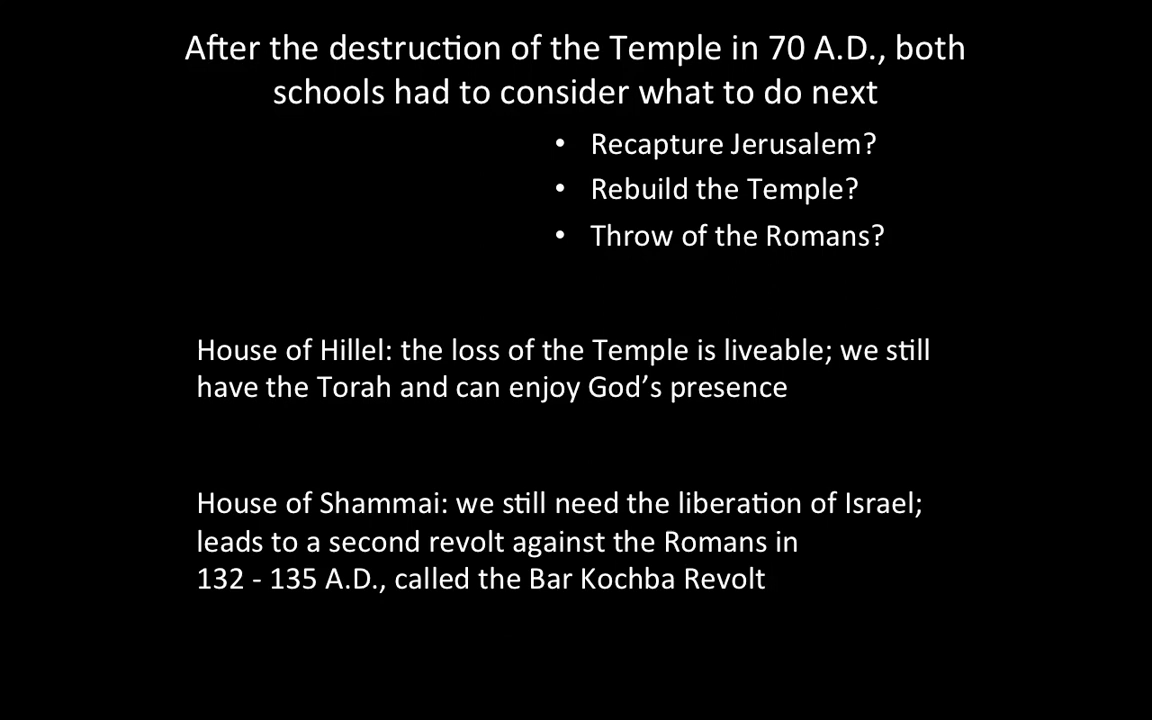 After the destruction of the Temple in 70 A.D., both
schools had to consider what to do next
• Recapture Jerusalem?
• Rebuild the Temple?
• Throw of the Romans?
House of Hillel: the loss of the Temple is liveable; we still
have the Torah and can enjoy God’s presence
House of Shammai: we still need the liberation of Israel;
leads to a second revolt against the Romans in
132 - 135 A.D., called the Bar Kochba Revolt